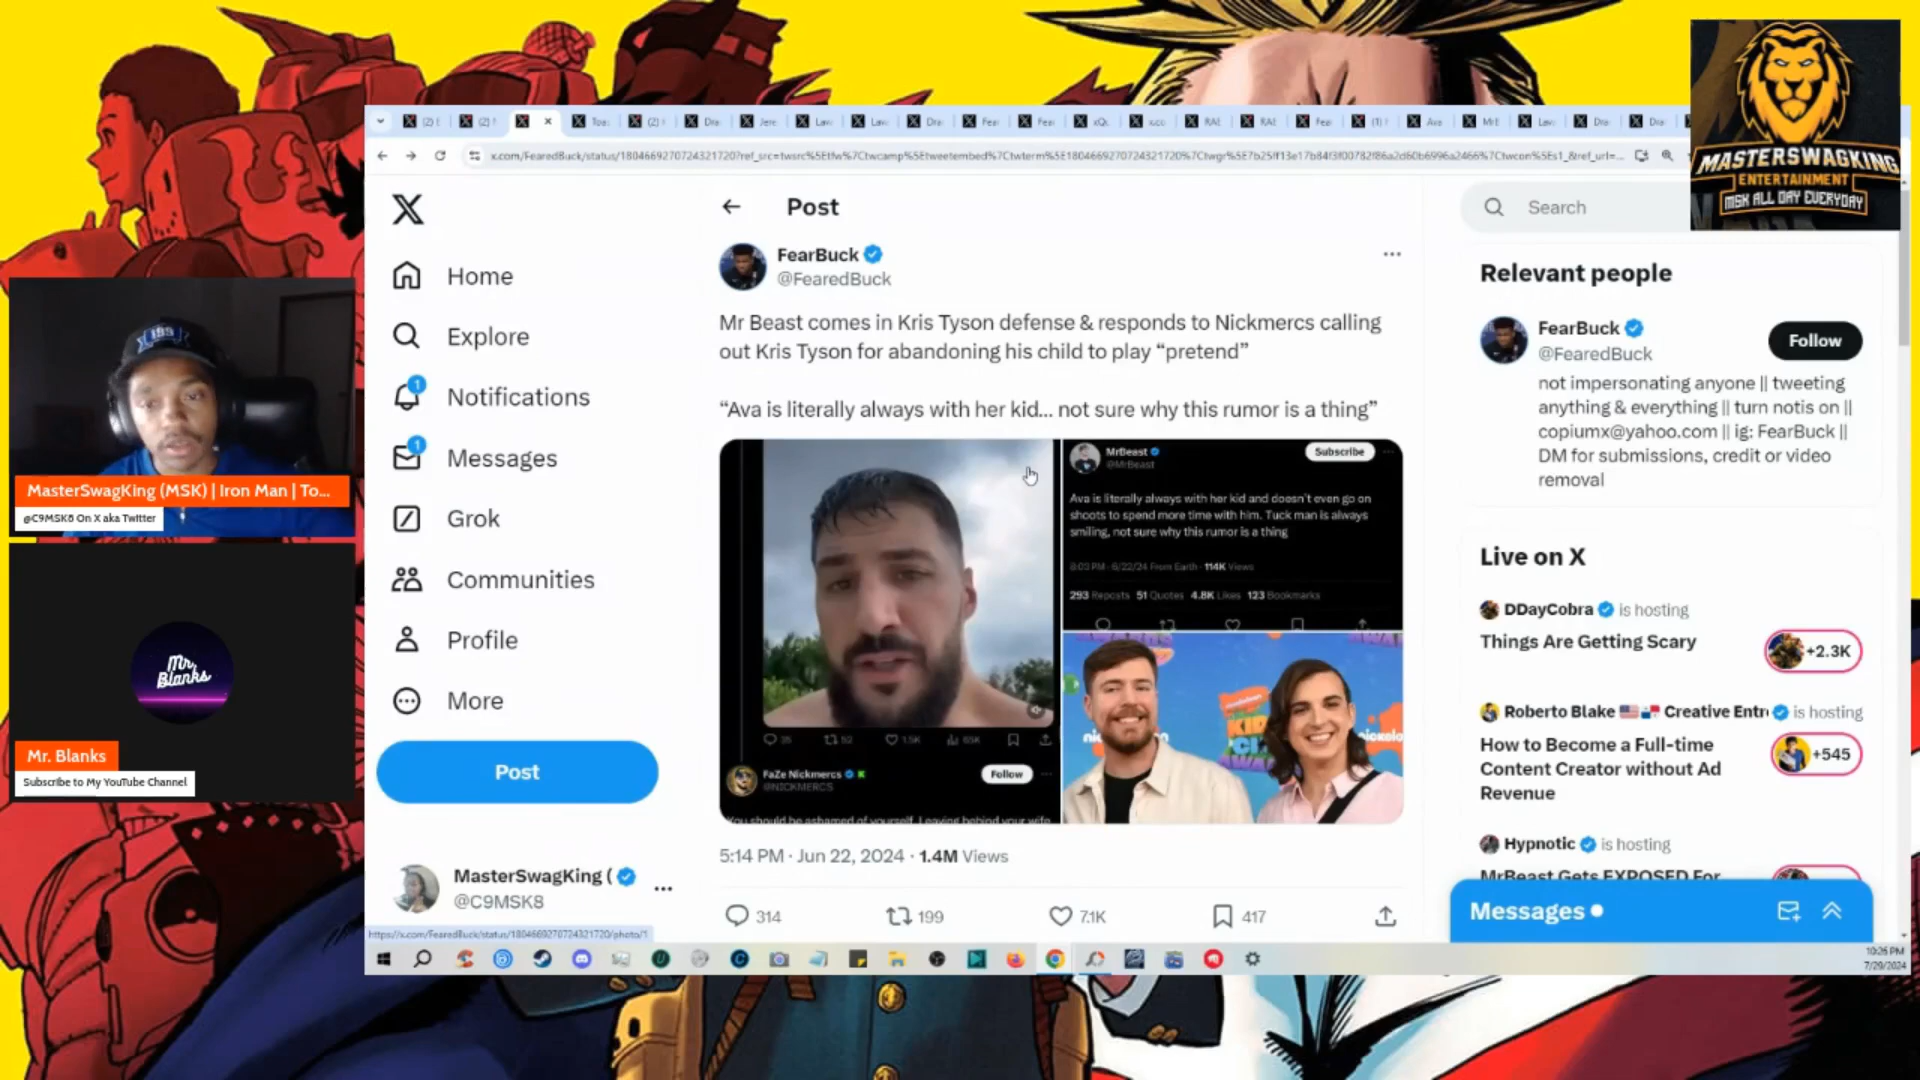 MASTERSWAGKING
ENTERTAINMENT
MSK ALL DAY EVERYDAY
x.com/FearedBuck/status/1804669270724321720?ref_src=twsrc%5Etfw%7Ctwcamp%5Etweetembed%7Ctwterm%5E1804669270724321720%7Ctwgr%5E7b25ff13e17b84f3f00782f86a2d60b6996a2466%7Ctwcon%5Es1_&ref_url=...
Post
Search
FearBuck
@FearedBuck
Mr Beast comes in Kris Tyson defense & responds to Nickmercs calling
out Kris Tyson for abandoning his child to play “pretend”
“Ava is literally always with her kid... not sure why this rumor is a thing”
MrBeast
@MrBeast
Subscribe
Ava is literally always with her kid and doesn't even go on
shoots to spend more time with him. Tuck man is always
smiling, not sure why this rumor is a thing
8:03 PM · 6/22/24 From Earth · 114K Views
293 Reposts 51 Quotes 4.8K Likes 123 Bookmarks
FaZe Nickmercs
@NICKMERCS
Follow
You should be ashamed of yourself. Leaving behind your wife
5:14 PM · Jun 22, 2024 · 1.4M Views
314
199
7.1K
417
Home
Explore
1
Notifications
1
Messages
Grok
Communities
Profile
More
Post
MasterSwagKing (
@C9MSK8
https://x.com/FearedBuck/status/1804669270724321720/photo/1
Relevant people
FearBuck
@FearedBuck
Follow
not impersonating anyone || tweeting
anything & everything || turn notis on ||
copiumx@yahoo.com || ig: FearBuck ||
DM for submissions, credit or video
removal
Live on X
DDayCobra is hosting
Things Are Getting Scary
+2.3K
Roberto Blake Creative Entr is hosting
How to Become a Full-time
Content Creator without Ad
Revenue
+545
Hypnotic is hosting
MrBeast Gets EXPOSED For
Messages
10:26 PM
7/29/2024
MasterSwagKing (MSK) | Iron Man | To...
@C9MSK8 On X aka Twitter
Mr. Blanks
Mr. Blanks
Subscribe to My YouTube Channel